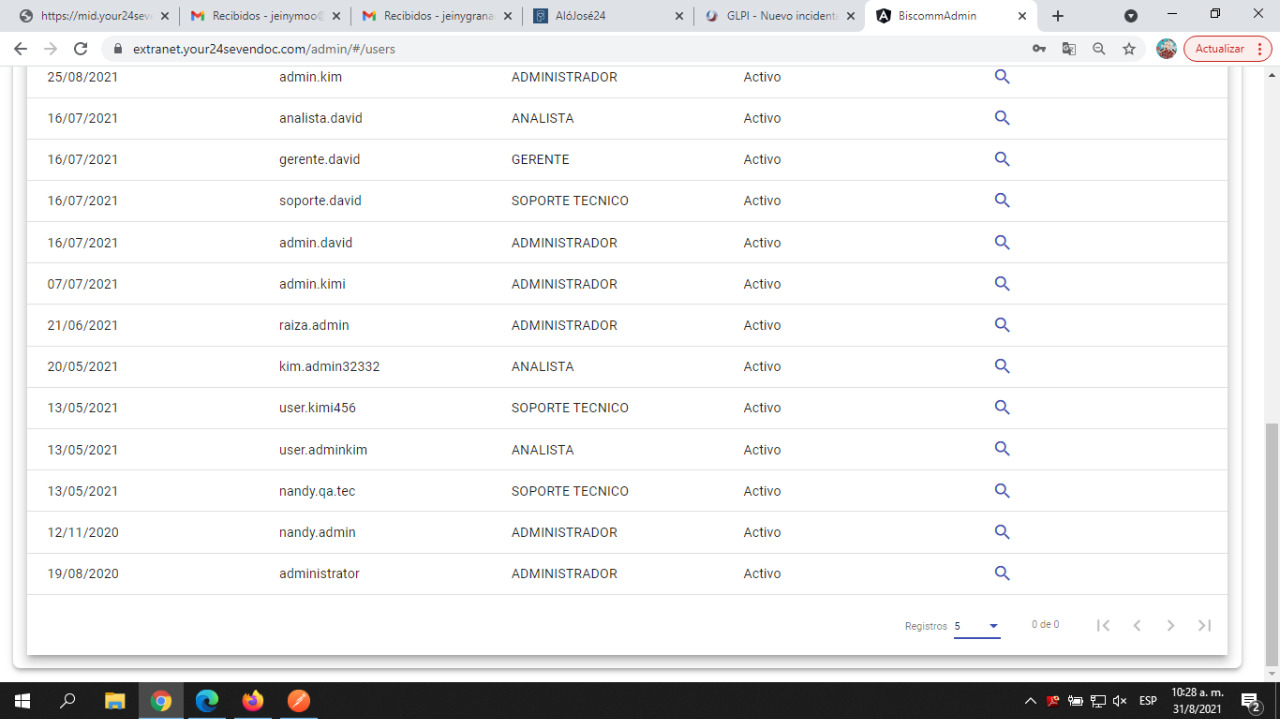 https://mid.your24seve
Recibidos - jeinymoo
Recibidos - jeinygrana
AlóJosé24
GLPI - Nuevo incident
BiscommAdmin
extranet.your24sevendoc.com/admin/#/users
Actualizar
25/08/2021 admin.kim ADMINISTRADOR Activo
16/07/2021 analista.david ANALISTA Activo
16/07/2021 gerente.david GERENTE Activo
16/07/2021 soporte.david SOPORTE TECNICO Activo
16/07/2021 admin.david ADMINISTRADOR Activo
07/07/2021 admin.kimi ADMINISTRADOR Activo
21/06/2021 raiza.admin ADMINISTRADOR Activo
20/05/2021 kim.admin32332 ANALISTA Activo
13/05/2021 user.kimi456 SOPORTE TECNICO Activo
13/05/2021 user.adminkim ANALISTA Activo
13/05/2021 nandy.qa.tec SOPORTE TECNICO Activo
12/11/2020 nandy.admin ADMINISTRADOR Activo
19/08/2020 administrator ADMINISTRADOR Activo
Registros 5 0 de 0
ESP
10:28 a. m.
31/8/2021
2